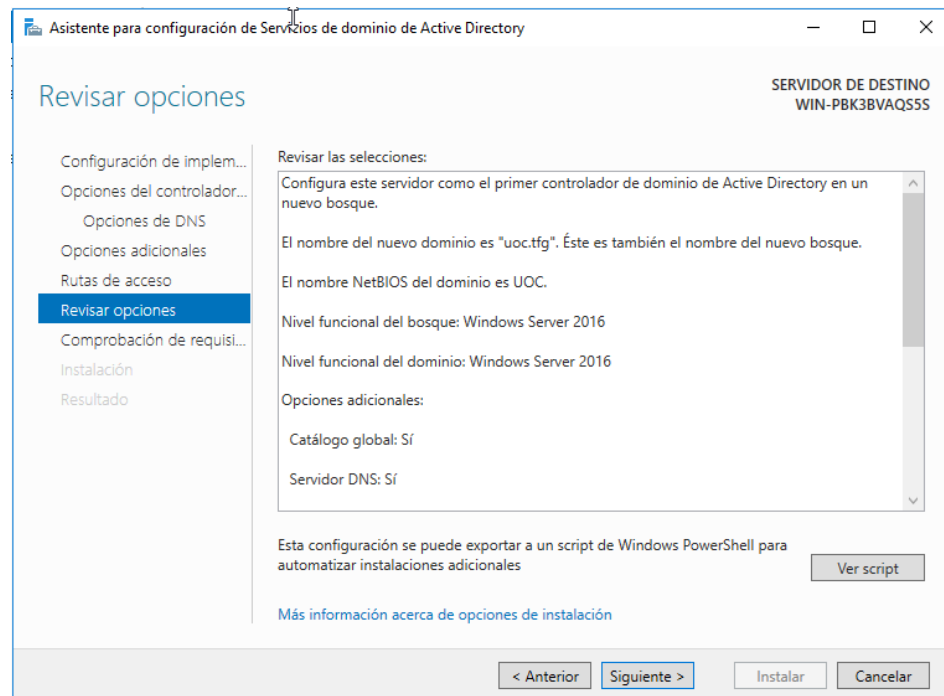 Asistente para configuración de Servicios de dominio de Active Directory
Revisar opciones
SERVIDOR DE DESTINO
WIN-PBK3BVAQS5S
Configuración de implem...
Opciones del controlador...
Opciones de DNS
Opciones adicionales
Rutas de acceso
Revisar opciones
Comprobación de requisi...
Instalación
Resultado
Revisar las selecciones:
Configura este servidor como el primer controlador de dominio de Active Directory en un
nuevo bosque.
El nombre del nuevo dominio es "uoc.tfg". Éste es también el nombre del nuevo bosque.
El nombre NetBIOS del dominio es UOC.
Nivel funcional del bosque: Windows Server 2016
Nivel funcional del dominio: Windows Server 2016
Opciones adicionales:
Catálogo global: Sí
Servidor DNS: Sí
Esta configuración se puede exportar a un script de Windows PowerShell para
automatizar instalaciones adicionales
Ver script
Más información acerca de opciones de instalación
< Anterior
Siguiente >
Instalar
Cancelar